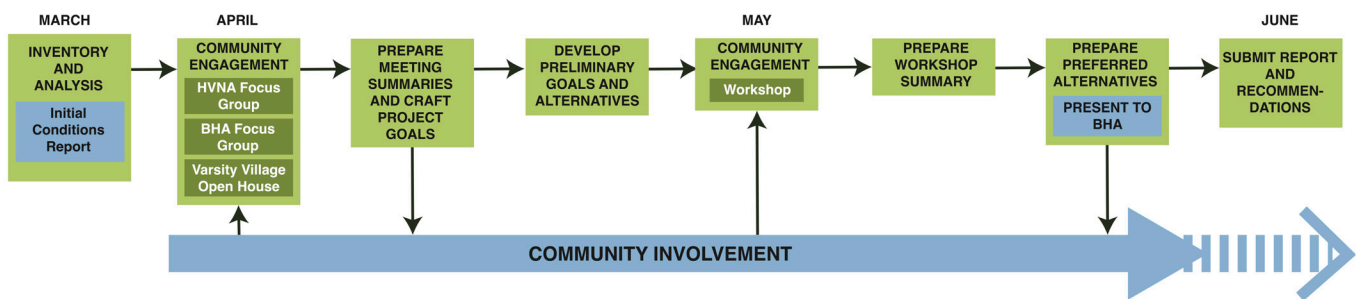 MARCH
INVENTORY
AND
ANALYSIS
Initial
Conditions
Report
APRIL
COMMUNITY
ENGAGEMENT
HVNA Focus
Group
BHA Focus
Group
Varsity Village
Open House
PREPARE
MEETING
SUMMARIES
AND CRAFT
PROJECT
GOALS
DEVELOP
PRELIMINARY
GOALS AND
ALTERNATIVES
MAY
COMMUNITY
ENGAGEMENT
Workshop
PREPARE
WORKSHOP
SUMMARY
PREPARE
PREFERRED
ALTERNATIVES
PRESENT TO
BHA
JUNE
SUBMIT REPORT
AND
RECOMMEN-
DATIONS
COMMUNITY INVOLVEMENT